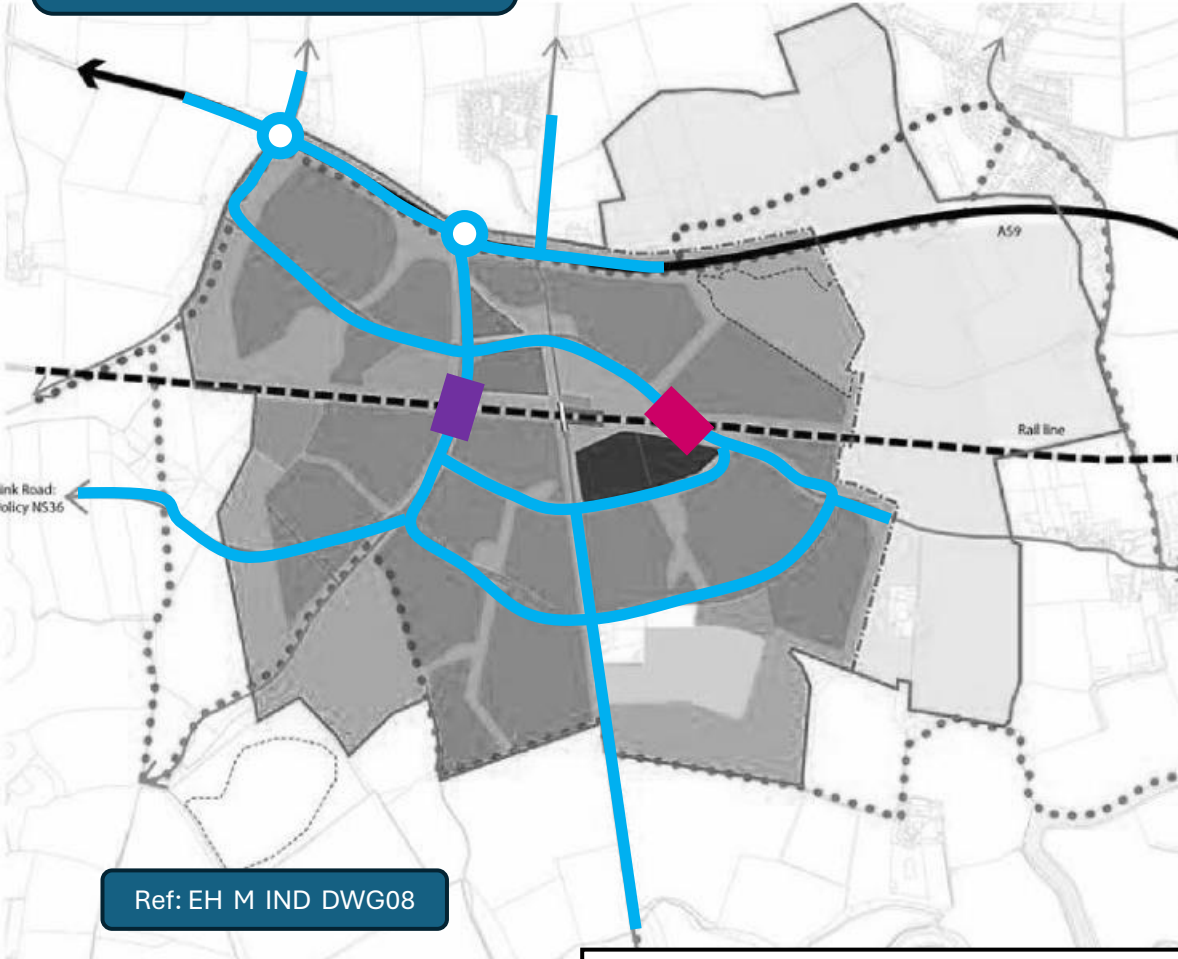 A59
Rail line
ink Road:
olicy NS36
Ref: EH M IND DWG08